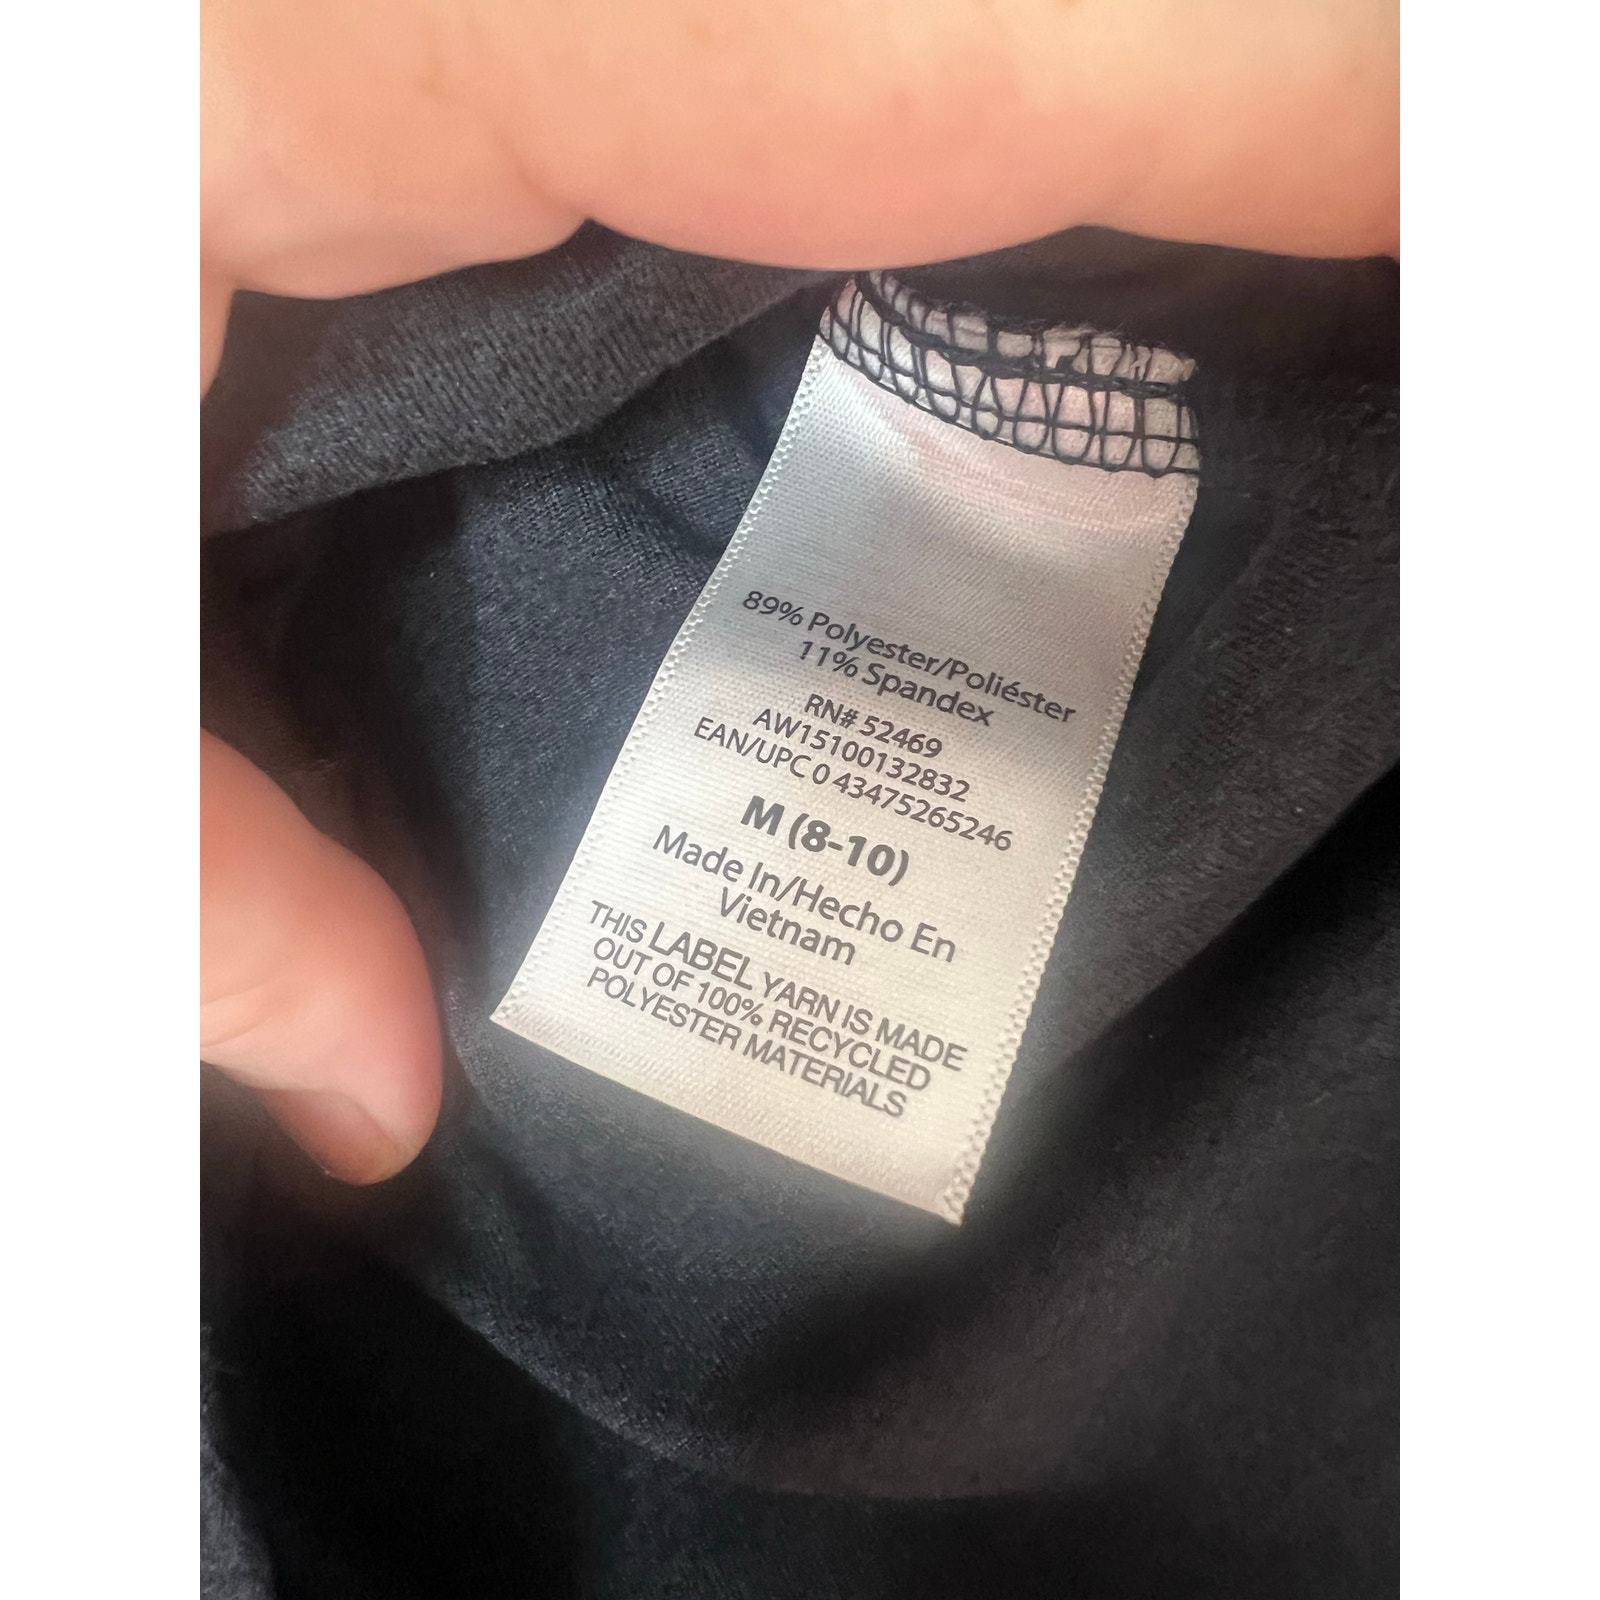 89% Polyester/Poliéster
11% Spandex
RN# 52469
AW15100132832
EAN/UPC 0 43475265246
M (8-10)
Made In/Hecho En
Vietnam
THIS LABEL YARN IS MADE
OUT OF 100% RECYCLED
POLYESTER MATERIALS